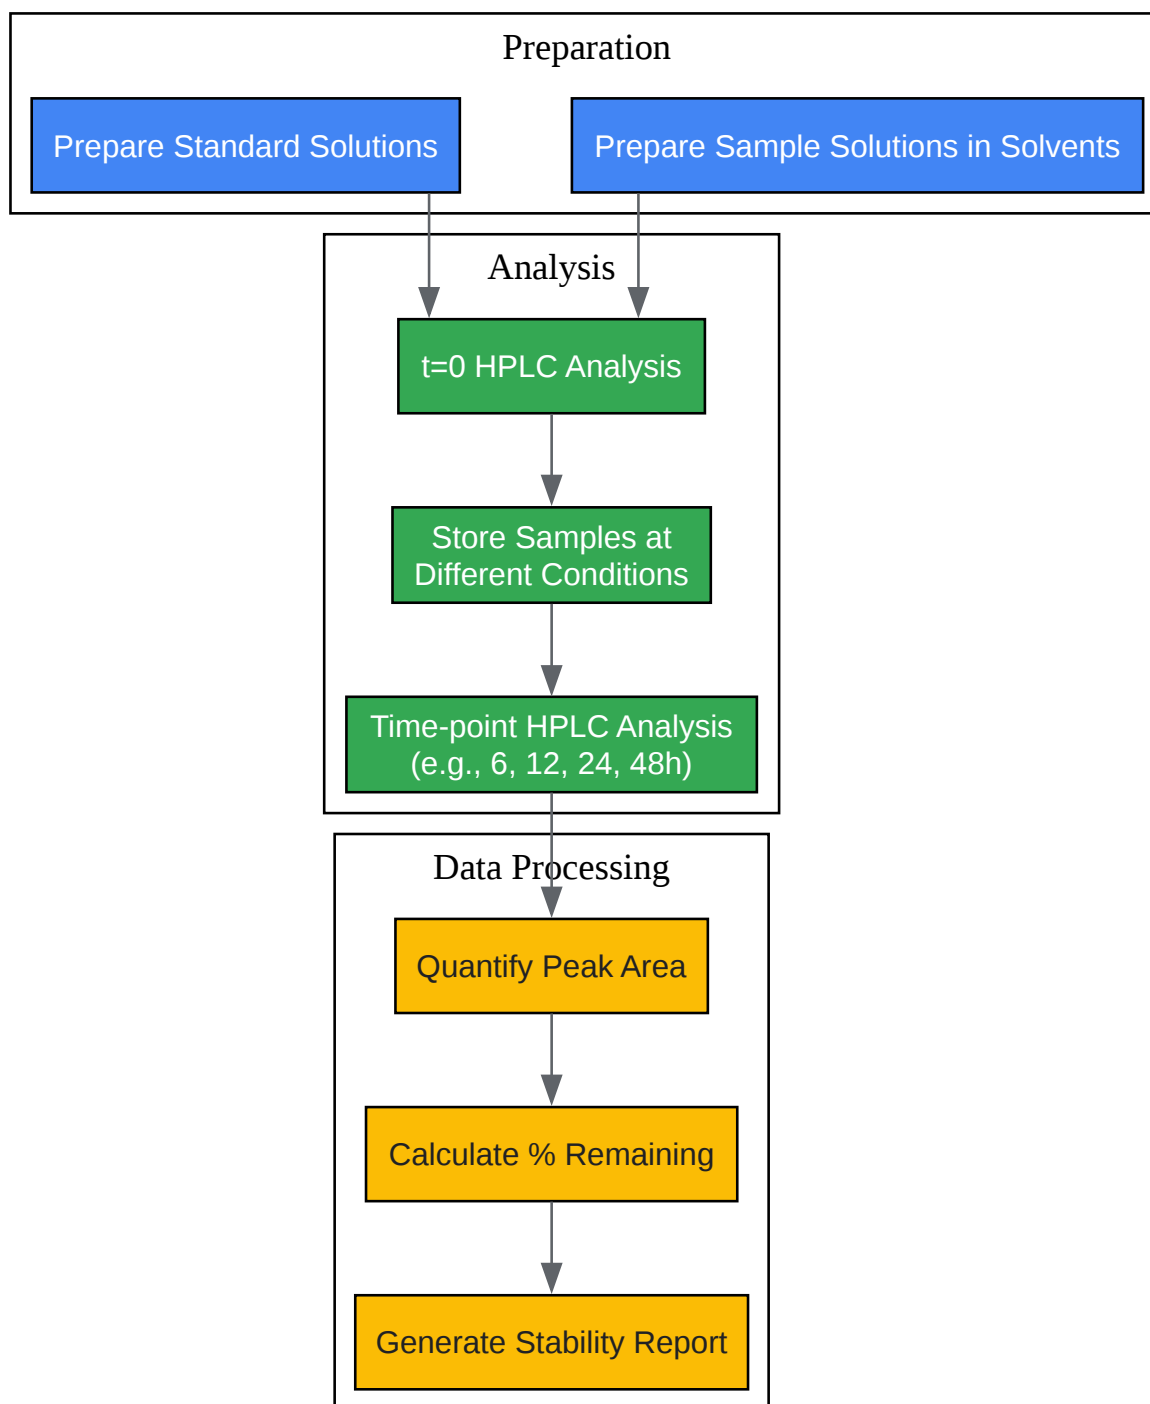 Preparation
Prepare Standard Solutions
Prepare Sample Solutions in Solvents
Analysis
t=0 HPLC Analysis
Store Samples at
Different Conditions
Time-point HPLC Analysis
(e.g., 6, 12, 24, 48h)
Data Processing
Quantify Peak Area
Calculate % Remaining
Generate Stability Report